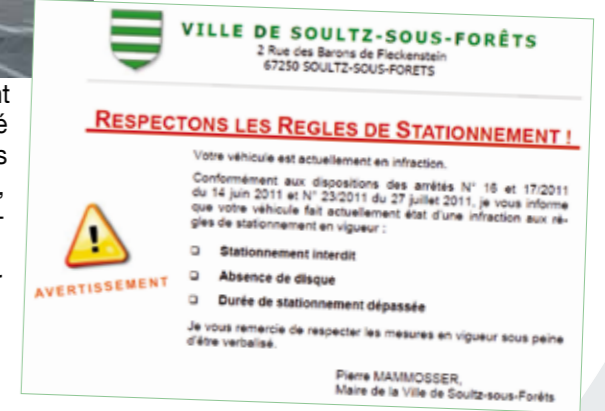 VILLE DE SOULTZ-SOUS-FORÊTS
2 Rue des Barons de Fleckenstein
67250 SOULTZ-SOUS-FORETS
nt
é
s
,
-
.
RESPECTONS LES REGLES DE STATIONNEMENT !
Votre véhicule est actuellement en infraction.
Conformément aux dispositions des arrêtés N° 16 et 17/2011
du 14 juin 2011 et N° 23/2011 du 27 juillet 2011, je vous informe
que votre véhicule fait actuellement état d'une infraction aux rè-
gles de stationnement en vigueur :
AVERTISSEMENT
Stationnement interdit
Absence de disque
Durée de stationnement dépassée
Je vous remercie de respecter les mesures en vigueur sous peine
d'être verbalisé.
Pierre MAMMOSSER,
Maire de la Ville de Soultz-sous-Forêts